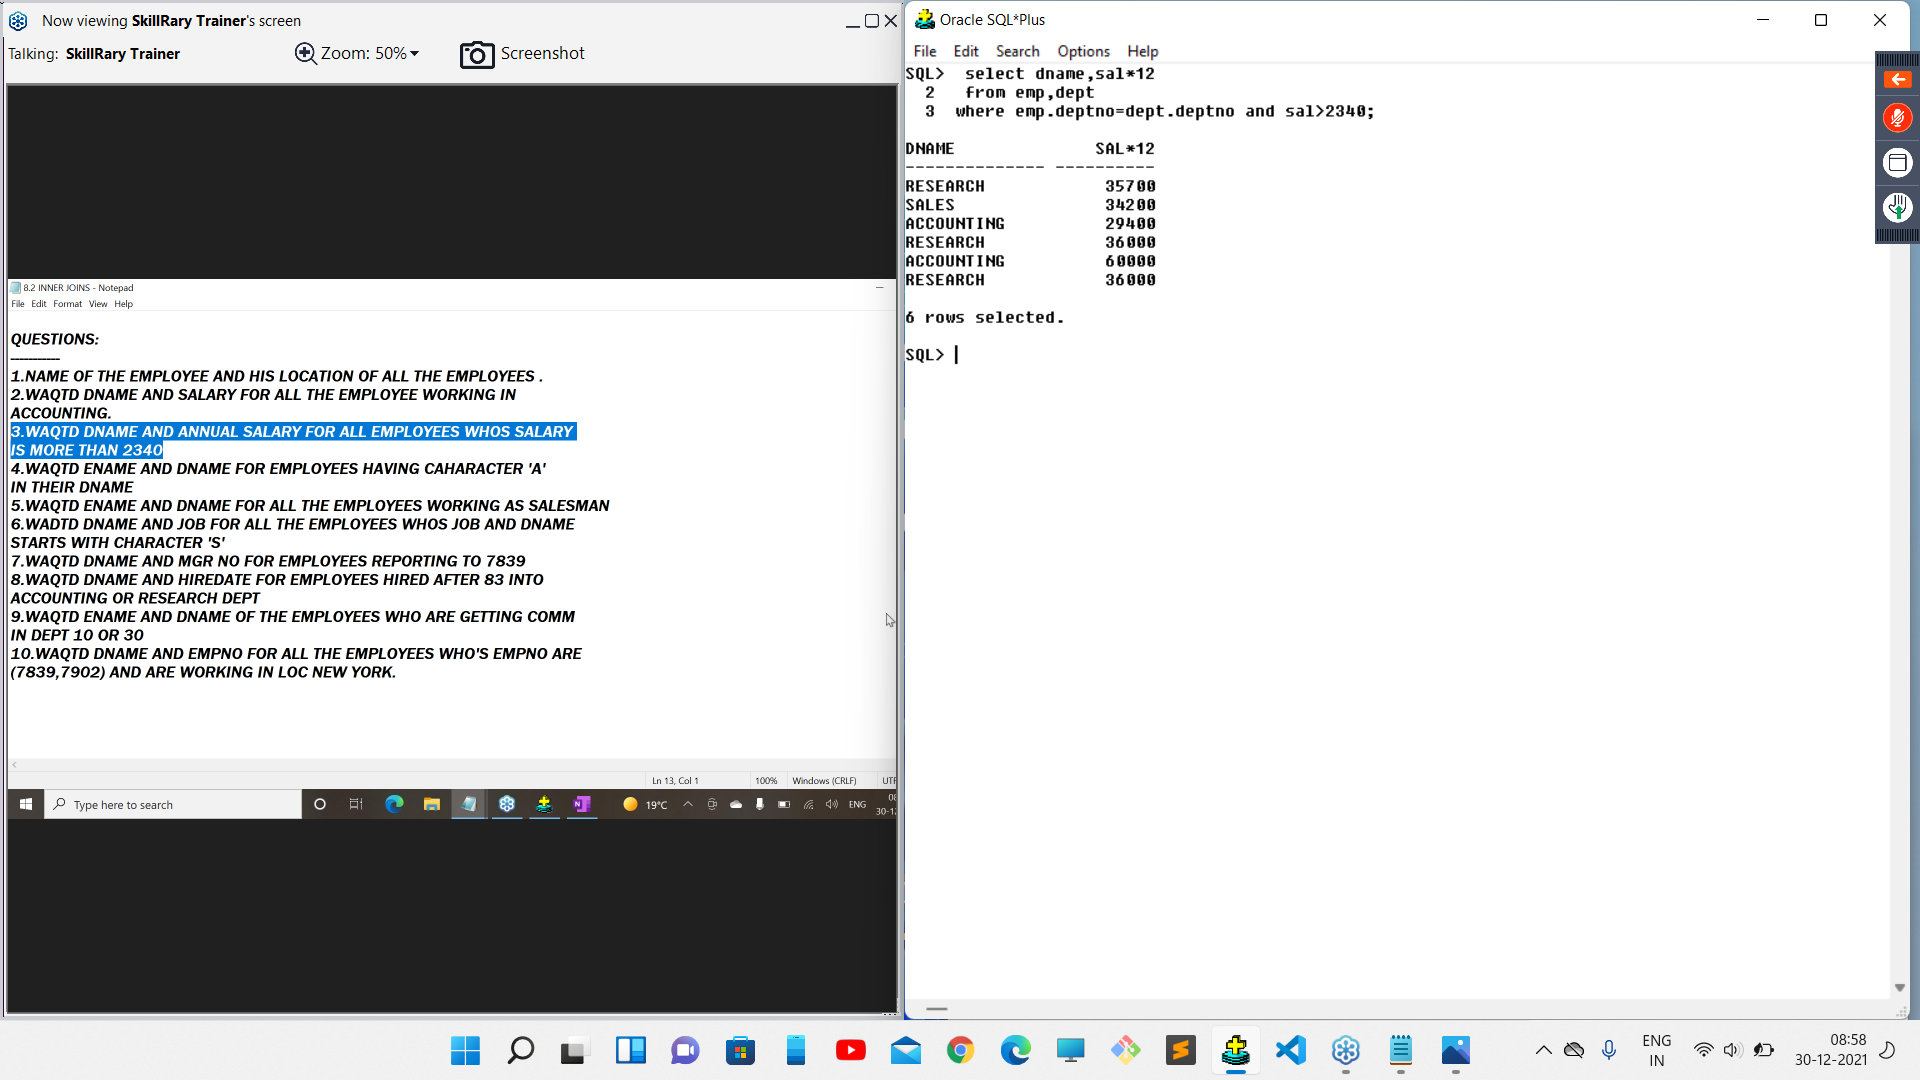 Now viewing SkillRary Trainer's screen
Talking: SkillRary Trainer
Zoom: 50%
Screenshot
8.2 INNER JOINS - Notepad
File Edit Format View Help
QUESTIONS:
-----------
1.NAME OF THE EMPLOYEE AND HIS LOCATION OF ALL THE EMPLOYEES .
2.WAQTD DNAME AND SALARY FOR ALL THE EMPLOYEE WORKING IN
ACCOUNTING.
3.WAQTD DNAME AND ANNUAL SALARY FOR ALL EMPLOYEES WHOS SALARY
IS MORE THAN 2340
4.WAQTD ENAME AND DNAME FOR EMPLOYEES HAVING CAHARACTER 'A'
IN THEIR DNAME
5.WAQTD ENAME AND DNAME FOR ALL THE EMPLOYEES WORKING AS SALESMAN
6.WADTD DNAME AND JOB FOR ALL THE EMPLOYEES WHOS JOB AND DNAME
STARTS WITH CHARACTER 'S'
7.WAQTD DNAME AND MGR NO FOR EMPLOYEES REPORTING TO 7839
8.WAQTD DNAME AND HIREDATE FOR EMPLOYEES HIRED AFTER 83 INTO
ACCOUNTING OR RESEARCH DEPT
9.WAQTD ENAME AND DNAME OF THE EMPLOYEES WHO ARE GETTING COMM
IN DEPT 10 OR 30
10.WAQTD DNAME AND EMPNO FOR ALL THE EMPLOYEES WHO'S EMPNO ARE
(7839,7902) AND ARE WORKING IN LOC NEW YORK.
Ln 13, Col 1 100% Windows (CRLF) UTF
Type here to search
19°C
ENG
30-12
Oracle SQL*Plus
File Edit Search Options Help
SQL>  select dname,sal*12
  2   from emp,dept
  3  where emp.deptno=dept.deptno and sal>2340;
DNAME              SAL*12
-------------- ----------
RESEARCH            35700
SALES               34200
ACCOUNTING          29400
RESEARCH            36000
ACCOUNTING          60000
RESEARCH            36000
6 rows selected.
SQL>
ENG
IN
08:58
30-12-2021